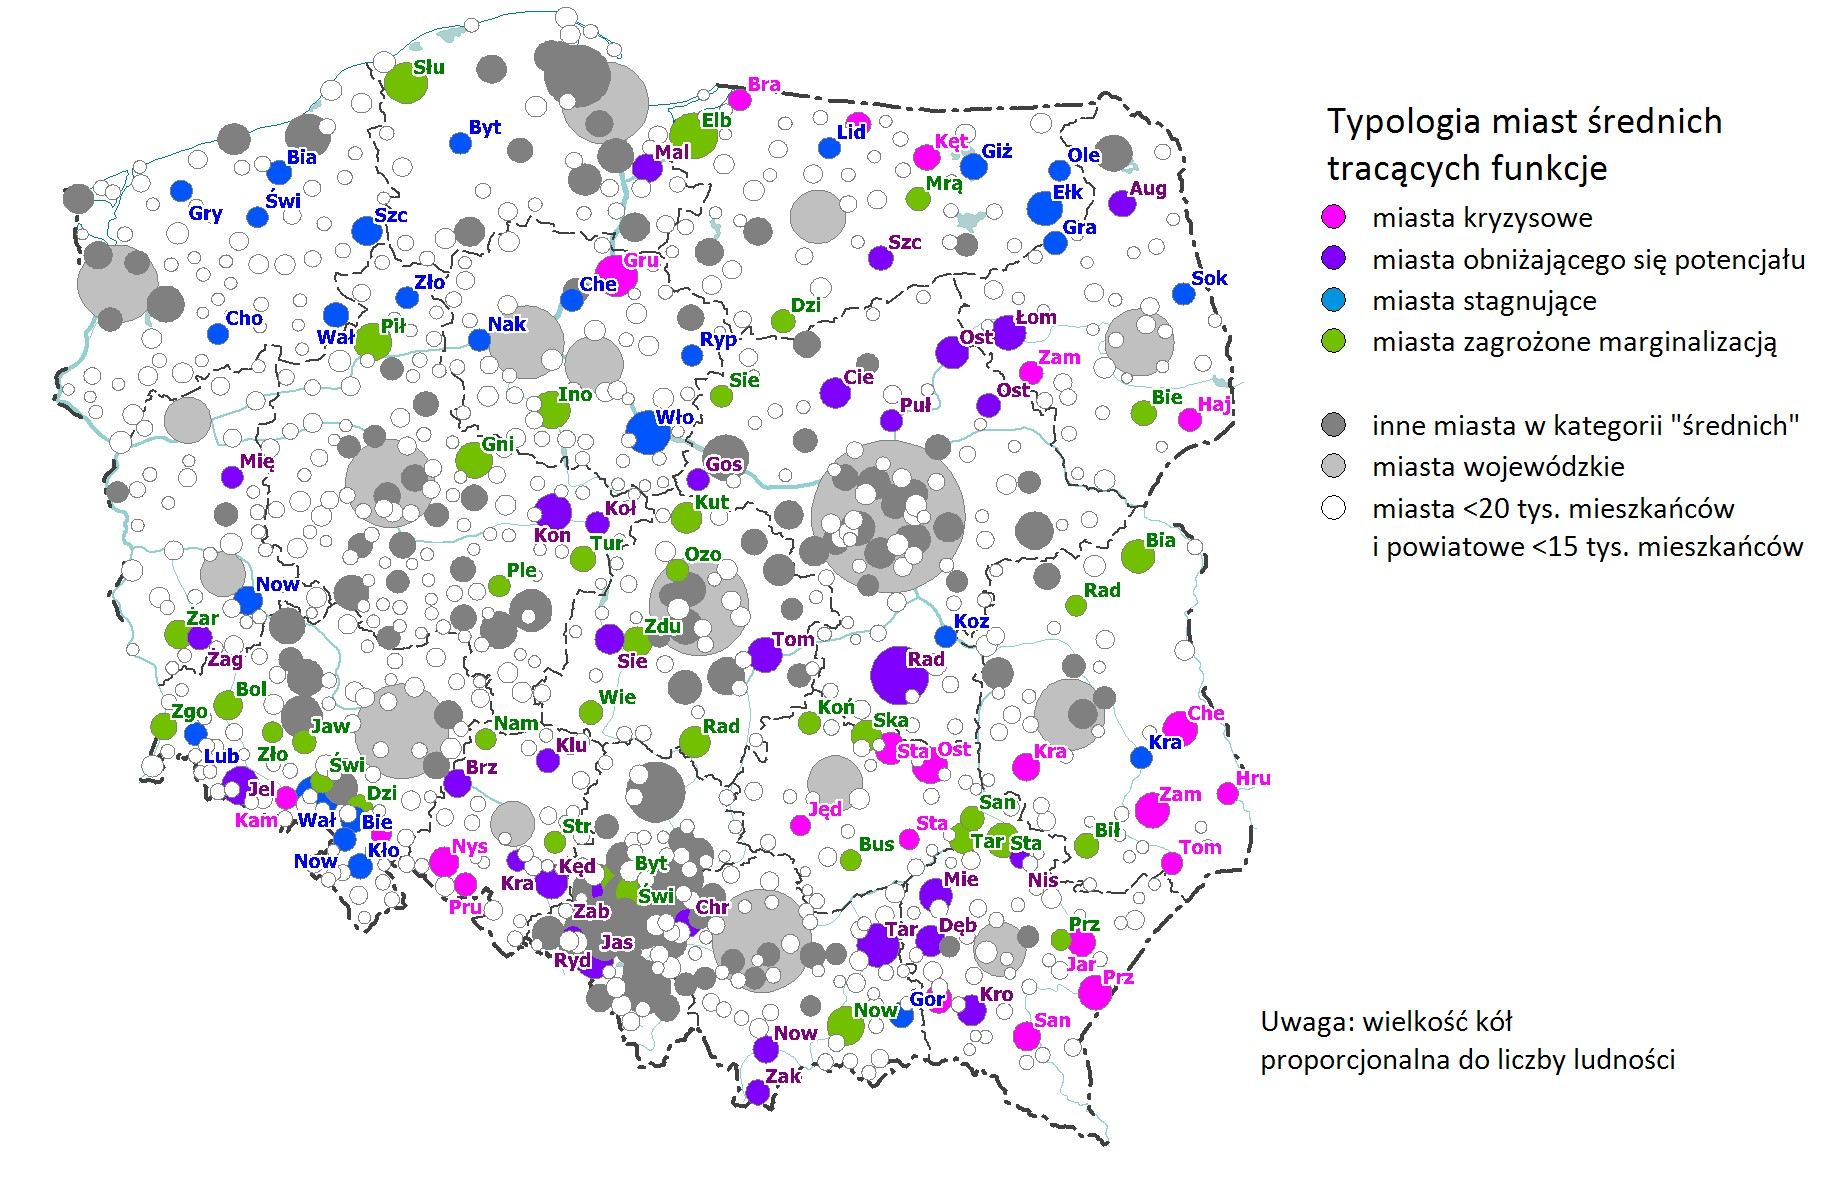 Typologia miast średnich
tracących funkcje
miasta kryzysowe
miasta obniżającego się potencjału
miasta stagnujące
miasta zagrożone marginalizacją
inne miasta w kategorii "średnich"
miasta wojewódzkie
miasta <20 tys. mieszkańców
i powiatowe <15 tys. mieszkańców
Uwaga: wielkość kół
proporcjonalna do liczby ludności
Słu
Bra
Elb
Byt
Lid
Kęt
Giż
Ole
Mal
Bia
Mrą
Ełk
Aug
Gry
Świ
Szc
Gra
Szc
Gru
Zło
Che
Sok
Cho
Wał
Pił
Nak
Dzi
Ryp
Ost
Łom
Zam
Cie
Sie
Ino
Puł
Ost
Bie
Haj
Wło
Gni
Mię
Gos
Koł
Kon
Kut
Tur
Ozo
Bia
Ple
Now
Rad
Żar
Żag
Zdu
Sie
Tom
Koz
Rad
Bol
Zgo
Wie
Koń
Ska
Che
Jaw
Zło
Nam
Rad
Lub
Klu
Sta
Ost
Kra
Kra
Świ
Brz
Jel
Dzi
Hru
Kam
Wał
Bie
Jęd
San
Zam
Str
Sta
Tar
Sta
Bił
Now
Kło
Nys
Kęd
Byt
Bus
Tom
Kra
Świ
Mie
Nis
Pru
Zab
Chr
Jas
Tar
Dęb
Prz
Ryd
Jar
Prz
Now
Gor
Kro
San
Now
Zak